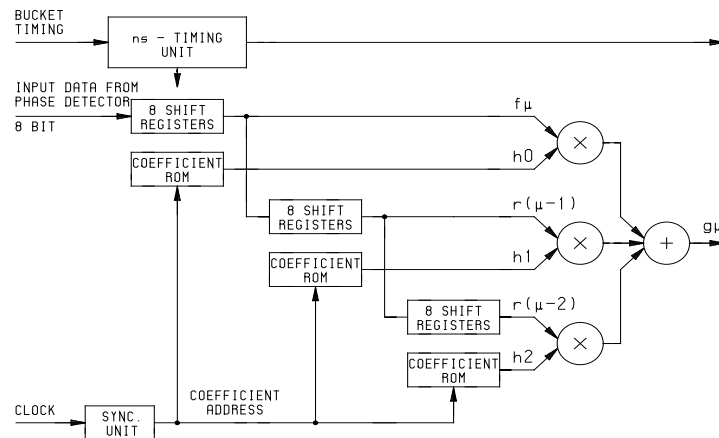 BUCKET
TIMING
ns - TIMING
UNIT
INPUT DATA FROM
PHASE DETECTOR
8 BIT
8 SHIFT
REGISTERS
fμ
×
COEFFICIENT
ROM
h0
8 SHIFT
REGISTERS
r(μ-1)
×
+
gμ
COEFFICIENT
ROM
h1
8 SHIFT
REGISTERS
r(μ-2)
×
COEFFICIENT
ROM
h2
CLOCK
SYNC.
UNIT
COEFFICIENT
ADDRESS